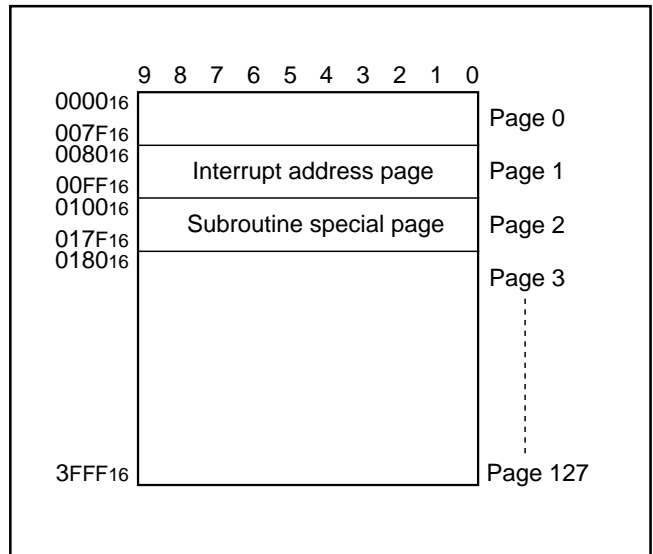 9 8 7 6 5 4 3 2 1 0
0000₁₆
Page 0
007F₁₆
0080₁₆
Interrupt address page
Page 1
00FF₁₆
0100₁₆
Subroutine special page
Page 2
017F₁₆
0180₁₆
Page 3
3FFF₁₆
Page 127